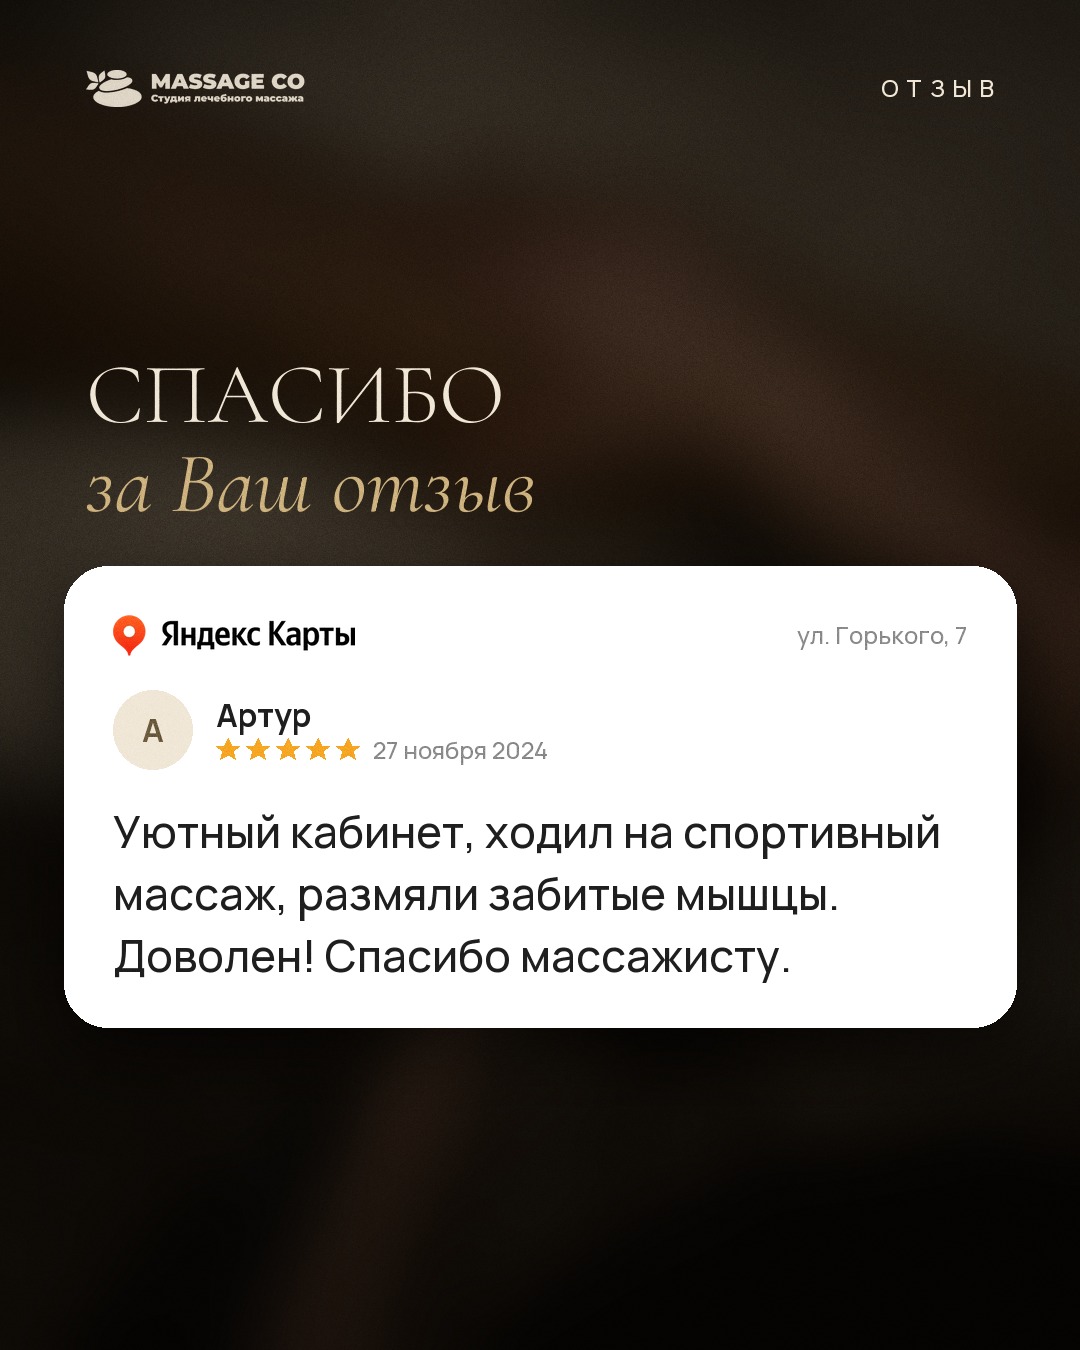 MASSAGE CO
Студия лечебного массажа
ОТЗЫВ
СПАСИБО
за Ваш отзыв
Яндекс Карты
ул. Горького, 7
А
Артур
27 ноября 2024
Уютный кабинет, ходил на спортивный
массаж, размяли забитые мышцы.
Доволен! Спасибо массажисту.